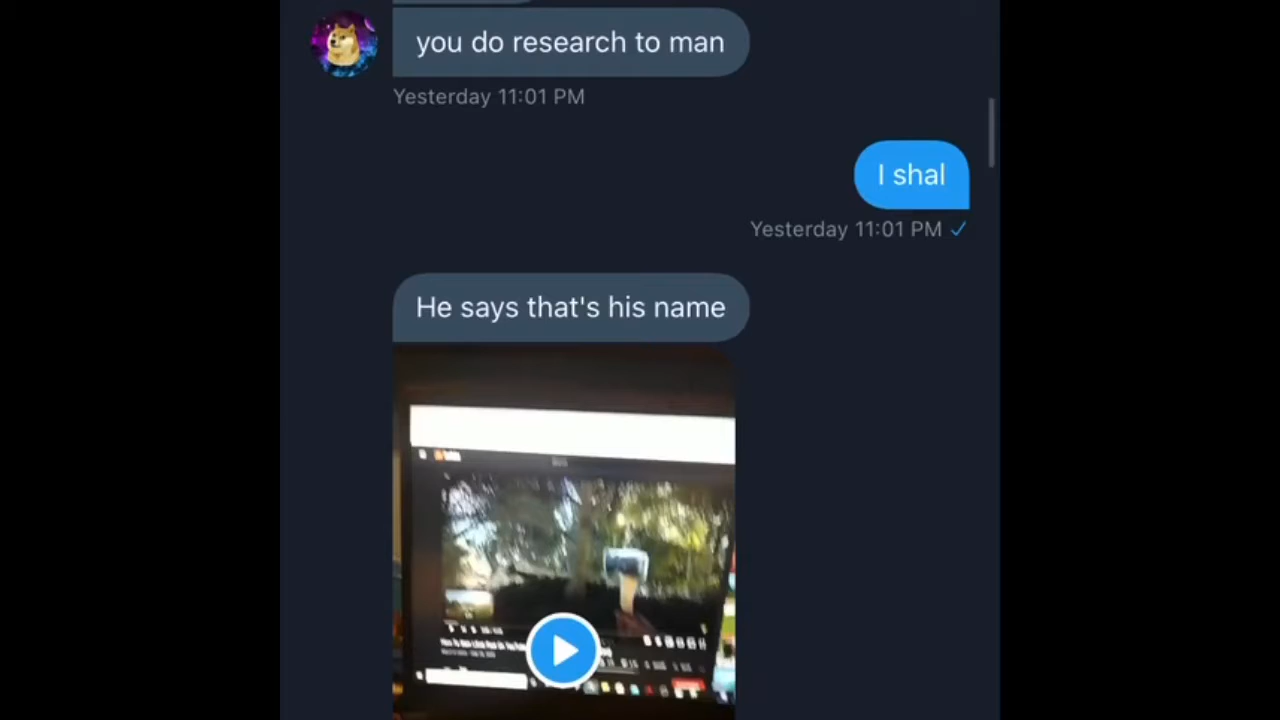 you do research to man
Yesterday 11:01 PM
I shal
Yesterday 11:01 PM
He says that's his name